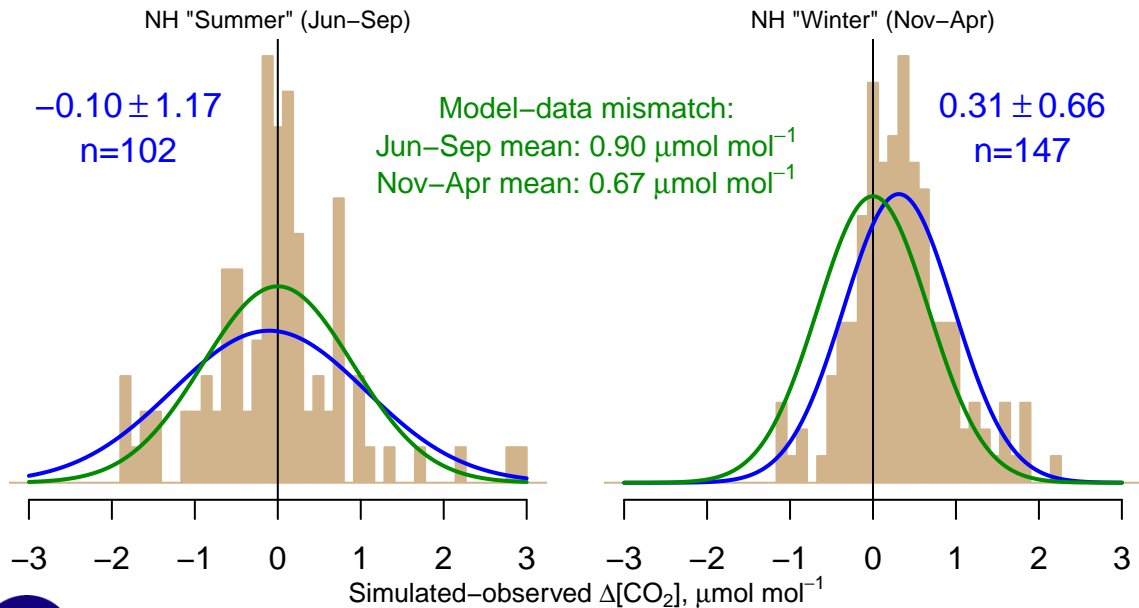 NH "Summer" (Jun−Sep)
−0.10 ± 1.17
n=102
Model−data mismatch:
Jun−Sep mean: 0.90 μmol mol⁻¹
Nov−Apr mean: 0.67 μmol mol⁻¹
NH "Winter" (Nov−Apr)
0.31 ± 0.66
n=147
−3 −2 −1 0 1 2 3
−3 −2 −1 0 1 2 3
Simulated−observed Δ[CO₂], μmol mol⁻¹